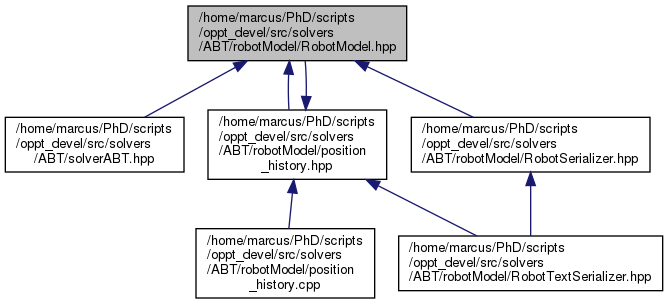 /home/marcus/PhD/scripts
/oppt_devel/src/solvers
/ABT/robotModel/RobotModel.hpp
/home/marcus/PhD/scripts
/oppt_devel/src/solvers
/ABT/solverABT.hpp
/home/marcus/PhD/scripts
/oppt_devel/src/solvers
/ABT/robotModel/position
_history.hpp
/home/marcus/PhD/scripts
/oppt_devel/src/solvers
/ABT/robotModel/RobotSerializer.hpp
/home/marcus/PhD/scripts
/oppt_devel/src/solvers
/ABT/robotModel/position
_history.cpp
/home/marcus/PhD/scripts
/oppt_devel/src/solvers
/ABT/robotModel/RobotTextSerializer.hpp